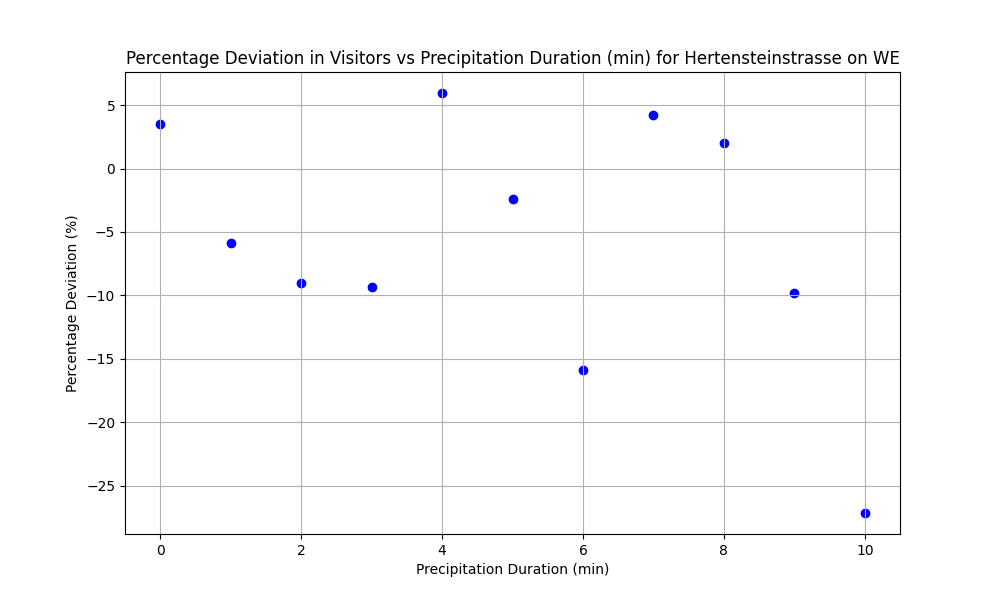 Percentage Deviation in Visitors vs Precipitation Duration (min) for Hertensteinstrasse on WE
5
0
−5
−10
−15
−20
−25
Percentage Deviation (%)
0 2 4 6 8 10
Precipitation Duration (min)